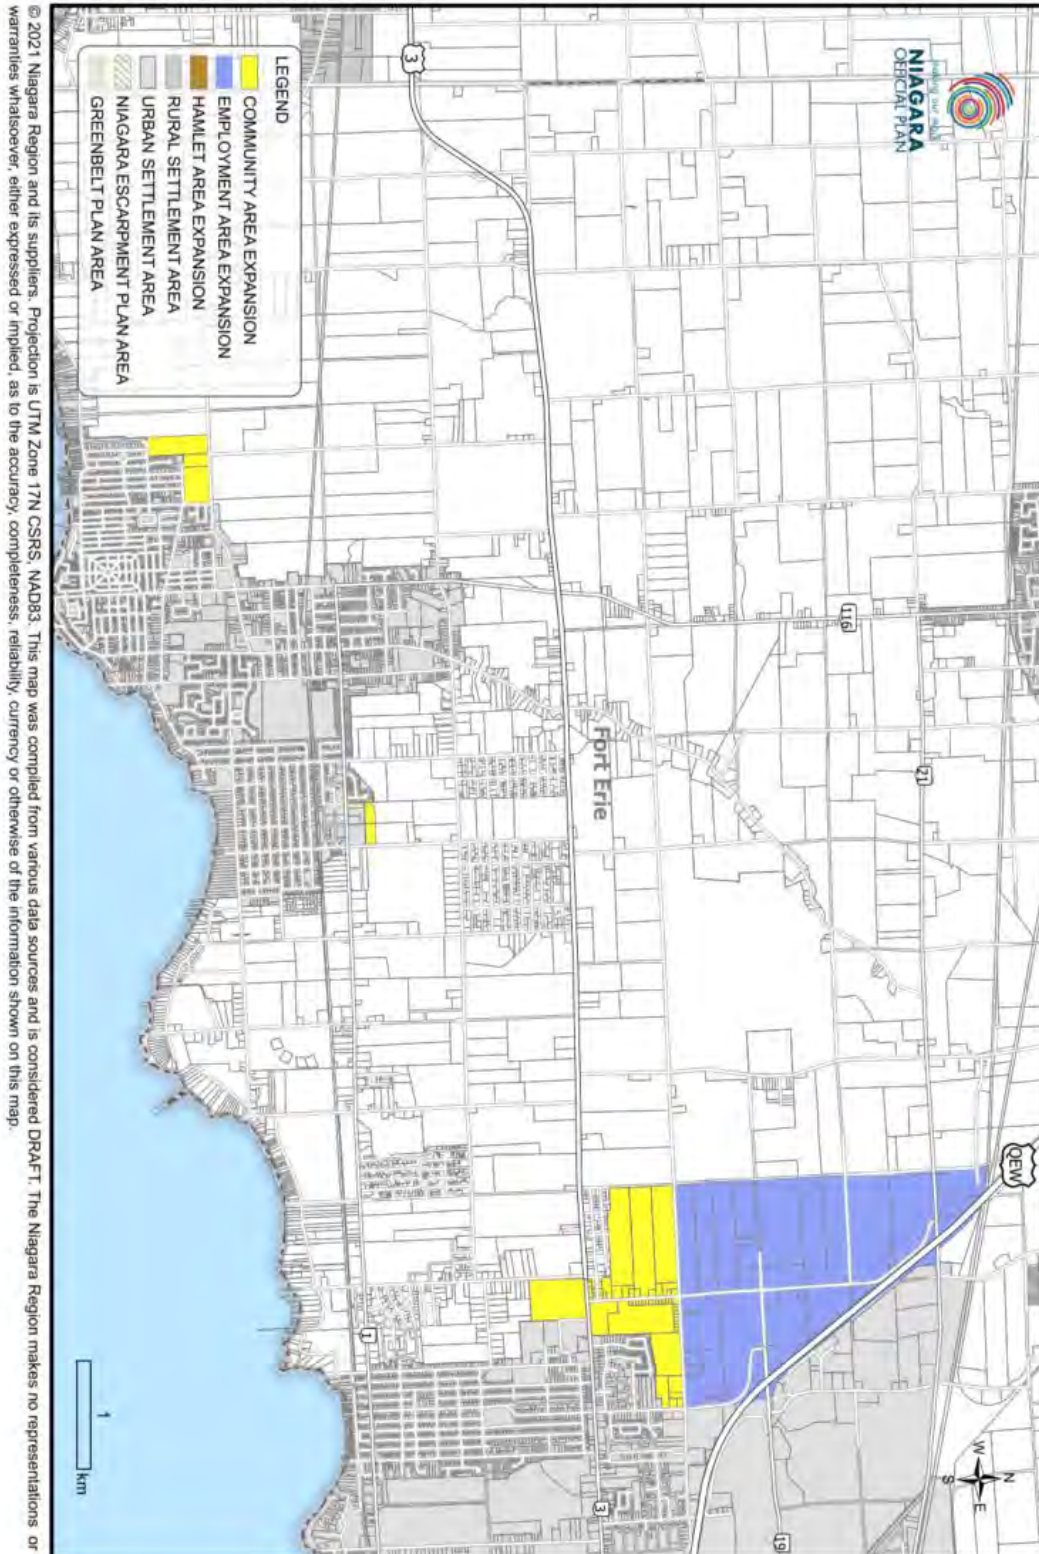 making our mark
NIAGARA
OFFICIAL PLAN
LEGEND
COMMUNITY AREA EXPANSION
EMPLOYMENT AREA EXPANSION
HAMLET AREA EXPANSION
RURAL SETTLEMENT AREA
URBAN SETTLEMENT AREA
NIAGARA ESCARPMENT PLAN AREA
GREENBELT PLAN AREA
3
116
21
Fort Erie
QEW
1
3
19
N
W
E
S
1
km
© 2021 Niagara Region and its suppliers. Projection is UTM Zone 17N CSRS, NAD83. This map was compiled from various data sources and is considered DRAFT. The Niagara Region makes no representations or
warranties whatsoever, either expressed or implied, as to the accuracy, completeness, reliability, currency or otherwise of the information shown on this map.